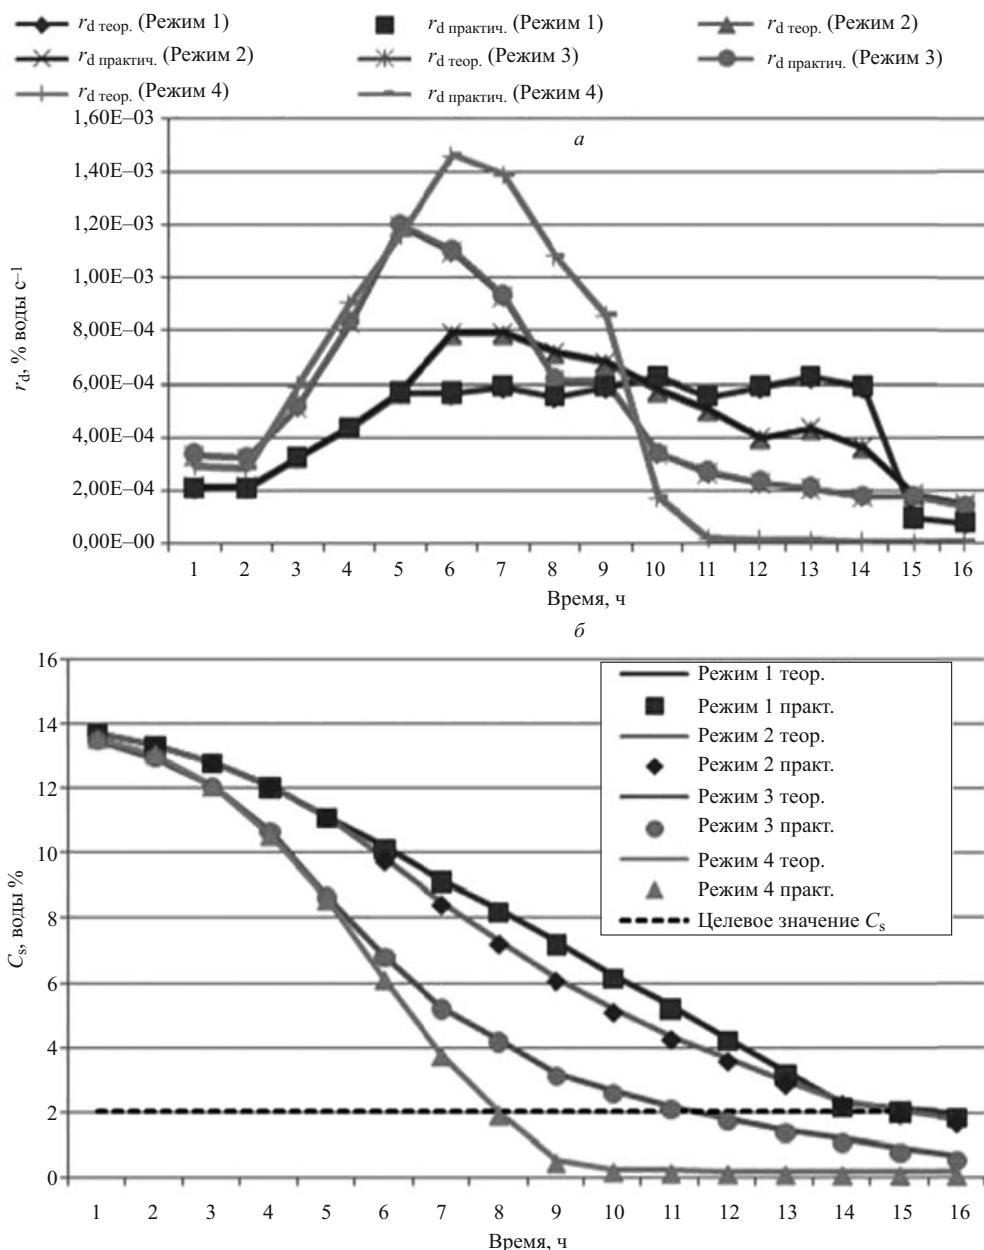 r_d теор. (Режим 1) r_d практич. (Режим 1) r_d теор. (Режим 2)
r_d практич. (Режим 2) r_d теор. (Режим 3) r_d практич. (Режим 3)
r_d теор. (Режим 4) r_d практич. (Режим 4)
а
1,60E–03
1,40E–03
1,20E–03
1,00E–03
8,00E–04
6,00E–04
4,00E–04
2,00E–04
0,00E–00
r_d, % воды с⁻¹
1 2 3 4 5 6 7 8 9 10 11 12 13 14 15 16
Время, ч
б
16
14
12
10
8
6
4
2
0
C_s, воды %
Режим 1 теор.
Режим 1 практ.
Режим 2 теор.
Режим 2 практ.
Режим 3 теор.
Режим 3 практ.
Режим 4 теор.
Режим 4 практ.
Целевое значение C_s
1 2 3 4 5 6 7 8 9 10 11 12 13 14 15 16
Время, ч